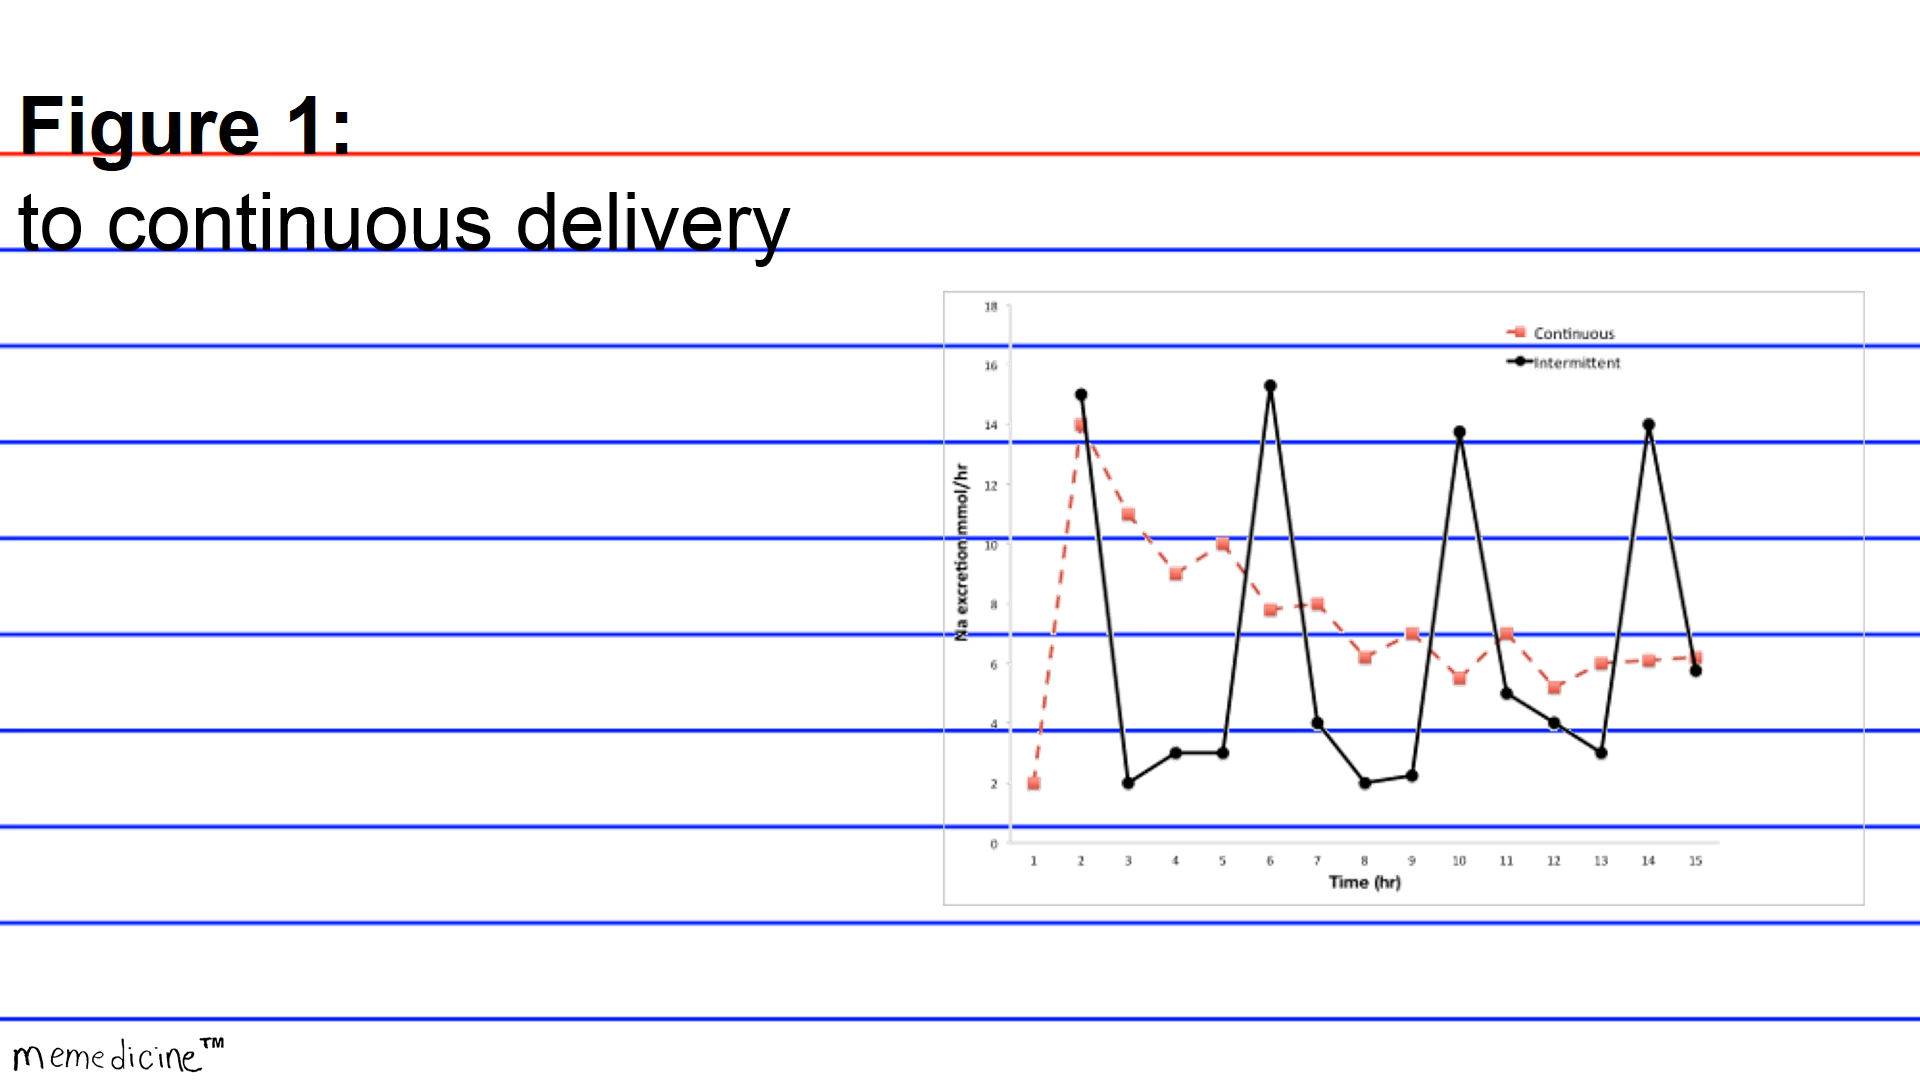 Figure 1:
to continuous delivery
18
Continuous
16
Intermittent
14
12
10
8
6
4
2
0
Na excretion mmol/hr
1 2 3 4 5 6 7 8 9 10 11 12 13 14 15
Time (hr)
memedicine™